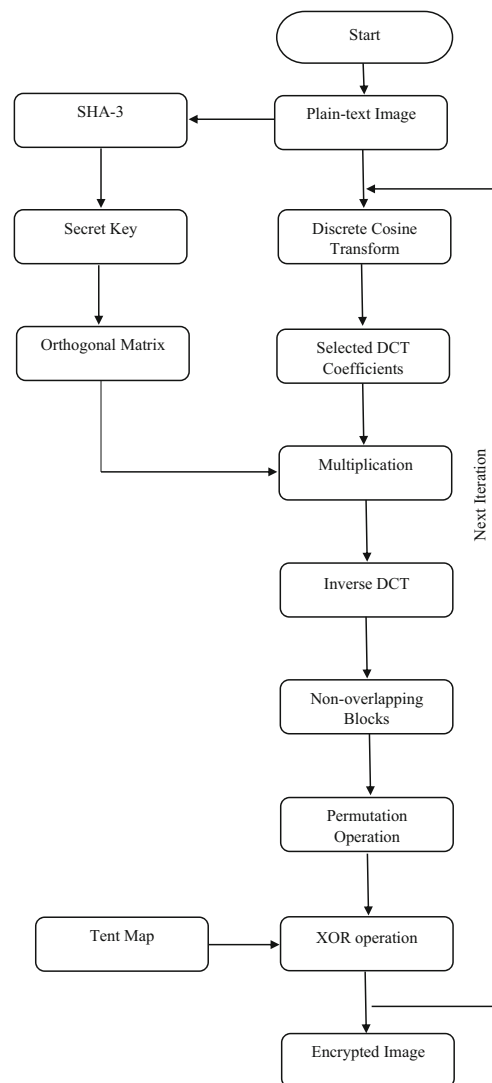 Start
SHA-3
Plain-text Image
Secret Key
Discrete Cosine
Transform
Orthogonal Matrix
Selected DCT
Coefficients
Multiplication
Next Iteration
Inverse DCT
Non-overlapping
Blocks
Permutation
Operation
Tent Map
XOR operation
Encrypted Image